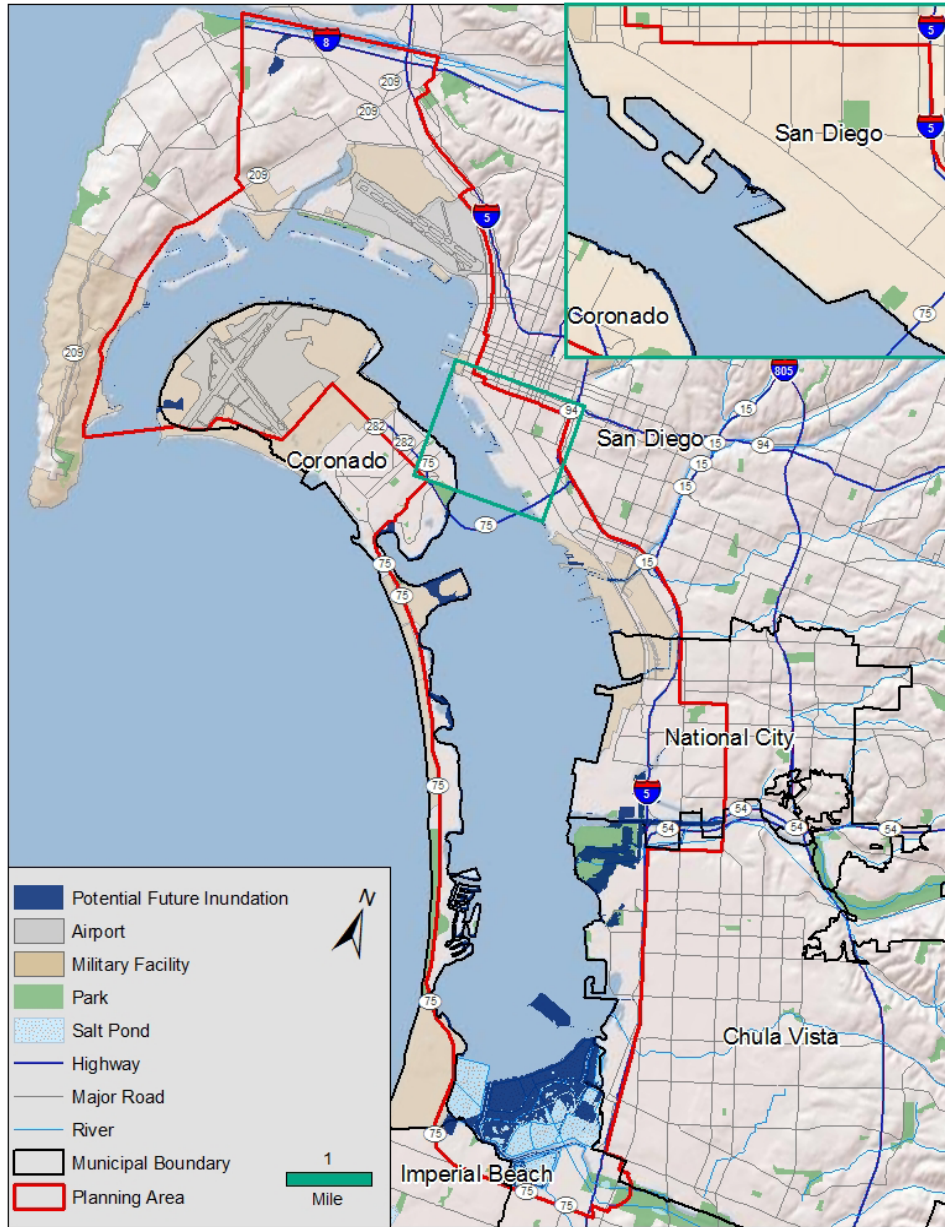 8
5
209
San Diego
5
209
209
5
75
Coronado
209
805
94
15
San Diego
15
94
282
15
282
15
Coronado
75
75
15
75
75
National City
75
5
54
54
54
54
Potential Future Inundation
N
Airport
Military Facility
Park
75
Salt Pond
Highway
Chula Vista
Major Road
River
75
Municipal Boundary
1
Imperial Beach
Planning Area
Mile
75
75